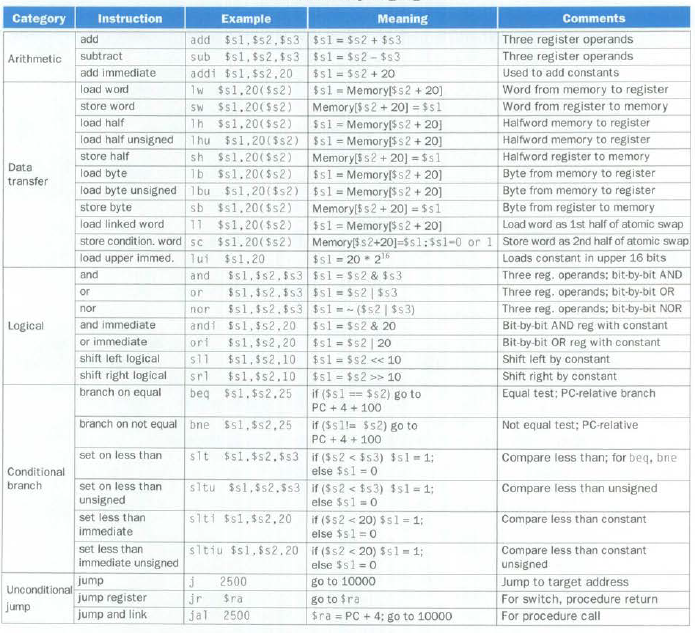 Category Instruction Example Meaning Comments
Arithmetic
add add $s1,$s2,$s3 $s1 = $s2 + $s3 Three register operands
subtract sub $s1,$s2,$s3 $s1 = $s2 – $s3 Three register operands
add immediate addi $s1,$s2,20 $s1 = $s2 + 20 Used to add constants
Data transfer
load word lw $s1,20($s2) $s1 = Memory[$s2 + 20] Word from memory to register
store word sw $s1,20($s2) Memory[$s2 + 20] = $s1 Word from register to memory
load half lh $s1,20($s2) $s1 = Memory[$s2 + 20] Halfword memory to register
load half unsigned lhu $s1,20($s2) $s1 = Memory[$s2 + 20] Halfword memory to register
store half sh $s1,20($s2) Memory[$s2 + 20] = $s1 Halfword register to memory
load byte lb $s1,20($s2) $s1 = Memory[$s2 + 20] Byte from memory to register
load byte unsigned lbu $s1,20($s2) $s1 = Memory[$s2 + 20] Byte from memory to register
store byte sb $s1,20($s2) Memory[$s2 + 20] = $s1 Byte from register to memory
load linked word ll $s1,20($s2) $s1 = Memory[$s2 + 20] Load word as 1st half of atomic swap
store condition. word sc $s1,20($s2) Memory[$s2+20]=$s1;$s1=0 or 1 Store word as 2nd half of atomic swap
load upper immed. lui $s1,20 $s1 = 20 * 2¹⁶ Loads constant in upper 16 bits
Logical
and and $s1,$s2,$s3 $s1 = $s2 & $s3 Three reg. operands; bit-by-bit AND
or or $s1,$s2,$s3 $s1 = $s2 | $s3 Three reg. operands; bit-by-bit OR
nor nor $s1,$s2,$s3 $s1 = ~ ($s2 | $s3) Three reg. operands; bit-by-bit NOR
and immediate andi $s1,$s2,20 $s1 = $s2 & 20 Bit-by-bit AND reg with constant
or immediate ori $s1,$s2,20 $s1 = $s2 | 20 Bit-by-bit OR reg with constant
shift left logical sll $s1,$s2,10 $s1 = $s2 << 10 Shift left by constant
shift right logical srl $s1,$s2,10 $s1 = $s2 >> 10 Shift right by constant
Conditional branch
branch on equal beq $s1,$s2,25 if ($s1 == $s2) go to Equal test; PC-relative branch
PC + 4 + 100
branch on not equal bne $s1,$s2,25 if ($s1!= $s2) go to Not equal test; PC-relative
PC + 4 + 100
set on less than slt $s1,$s2,$s3 if ($s2 < $s3) $s1 = 1; Compare less than; for beq, bne
else $s1 = 0
set on less than sltu $s1,$s2,$s3 if ($s2 < $s3) $s1 = 1; Compare less than unsigned
unsigned else $s1 = 0
set less than slti $s1,$s2,20 if ($s2 < 20) $s1 = 1; Compare less than constant
immediate else $s1 = 0
set less than sltiu $s1,$s2,20 if ($s2 < 20) $s1 = 1; Compare less than constant
immediate unsigned else $s1 = 0 unsigned
Unconditional jump
jump j 2500 go to 10000 Jump to target address
jump register jr $ra go to $ra For switch, procedure return
jump and link jal 2500 $ra = PC + 4; go to 10000 For procedure call